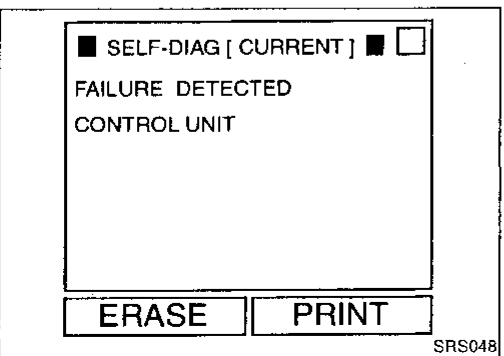 ■ SELF-DIAG [ CURRENT ] ■ □
FAILURE DETECTED
CONTROL UNIT
ERASE PRINT
SRS048